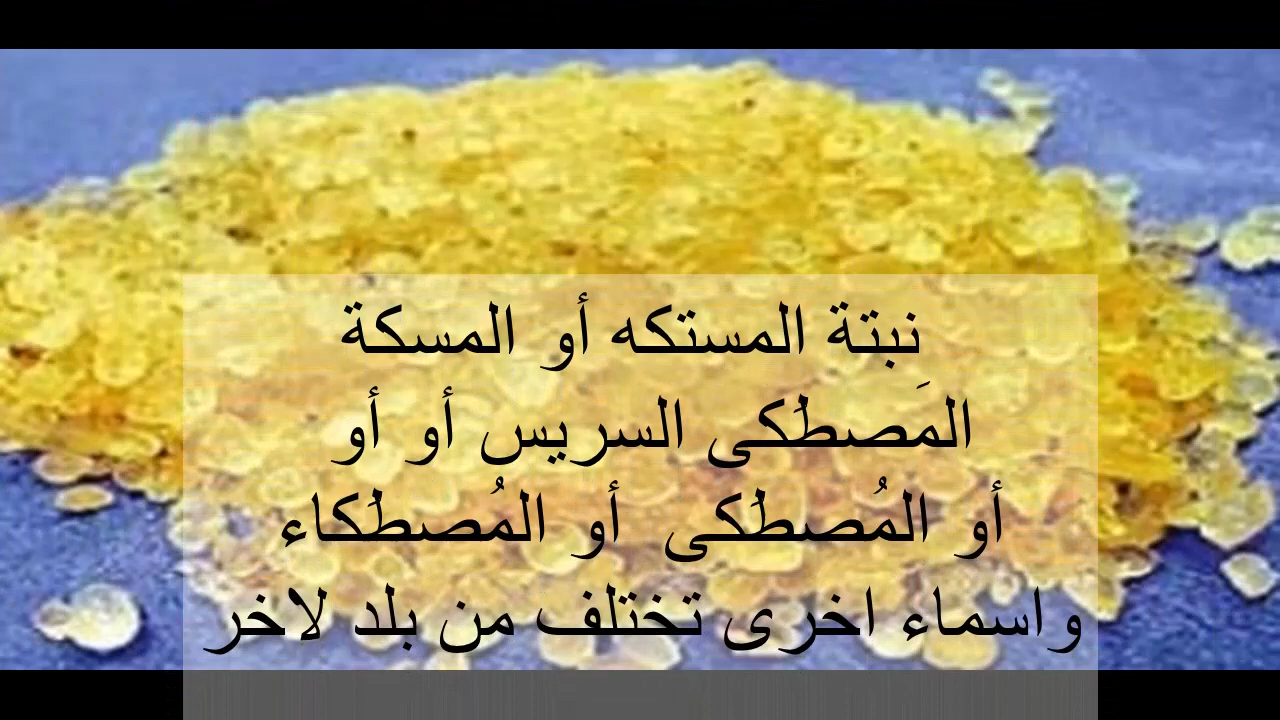 نبتة المستكه أو المسكة
المَصطكى السريس أو أو
أو المُصطكى أو المُصطكاء
واسماء اخرى تختلف من بلد لاخر